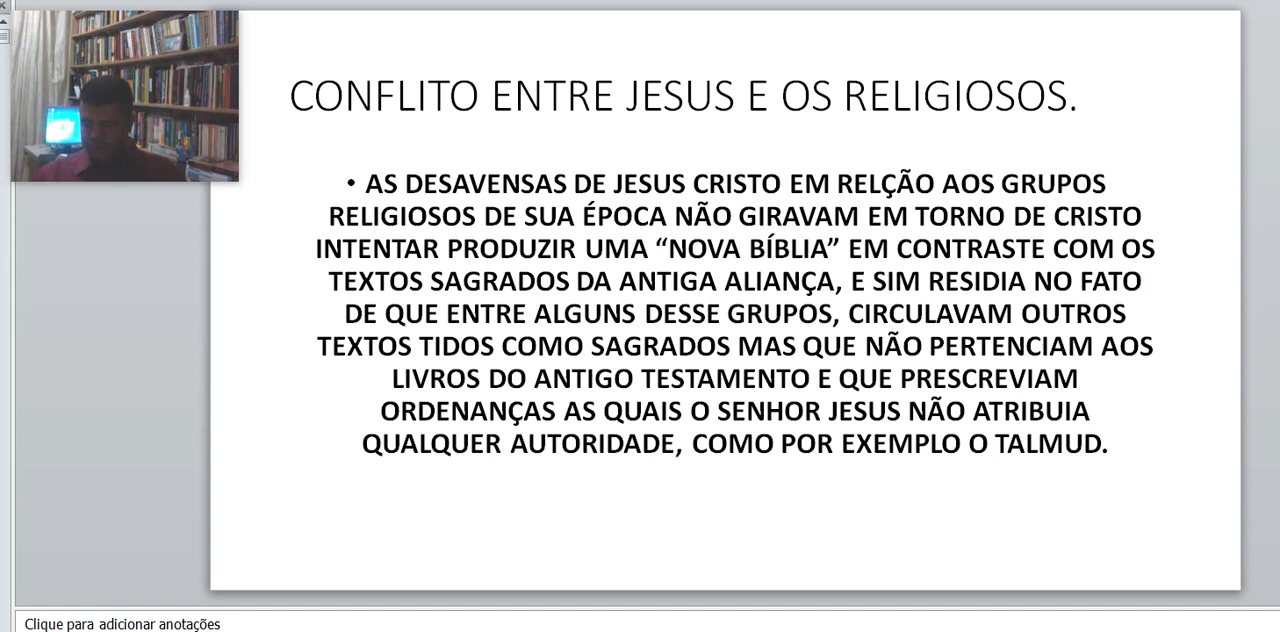 CONFLITO ENTRE JESUS E OS RELIGIOSOS.
• AS DESAVENSAS DE JESUS CRISTO EM RELÇÃO AOS GRUPOS
RELIGIOSOS DE SUA ÉPOCA NÃO GIRAVAM EM TORNO DE CRISTO
INTENTAR PRODUZIR UMA “NOVA BÍBLIA” EM CONTRASTE COM OS
TEXTOS SAGRADOS DA ANTIGA ALIANÇA, E SIM RESIDIA NO FATO
DE QUE ENTRE ALGUNS DESSE GRUPOS, CIRCULAVAM OUTROS
TEXTOS TIDOS COMO SAGRADOS MAS QUE NÃO PERTENCIAM AOS
LIVROS DO ANTIGO TESTAMENTO E QUE PRESCREVIAM
ORDENANÇAS AS QUAIS O SENHOR JESUS NÃO ATRIBUIA
QUALQUER AUTORIDADE, COMO POR EXEMPLO O TALMUD.
Clique para adicionar anotações